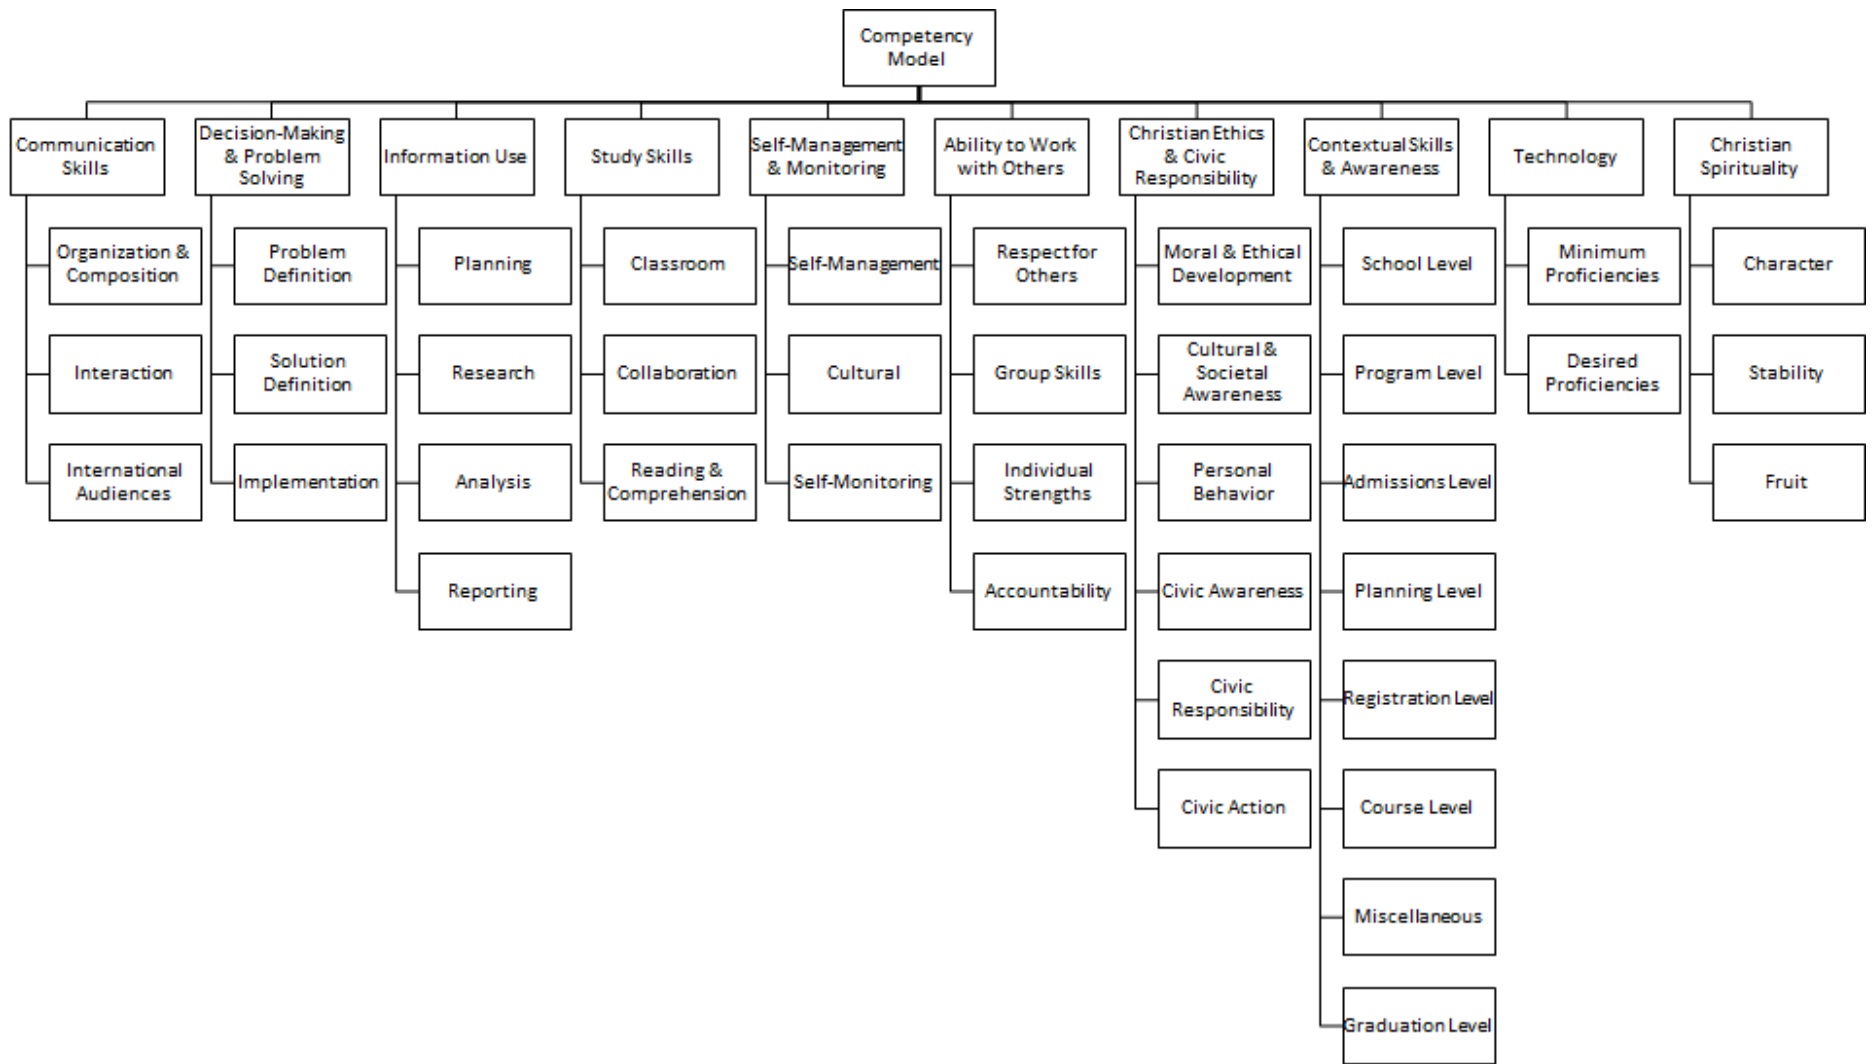 Competency
Model
Communication
Skills
Decision-Making
& Problem
Solving
Information Use
Study Skills
Self-Management
& Monitoring
Ability to Work
with Others
Christian Ethics
& Civic
Responsibility
Contextual Skills
& Awareness
Technology
Christian
Spirituality
Organization &
Composition
Problem
Definition
Planning
Classroom
Self-Management
Respect for
Others
Moral & Ethical
Development
School Level
Minimum
Proficiencies
Character
Interaction
Solution
Definition
Research
Collaboration
Cultural
Group Skills
Cultural &
Societal
Awareness
Program Level
Desired
Proficiencies
Stability
International
Audiences
Implementation
Analysis
Reading &
Comprehension
Self-Monitoring
Individual
Strengths
Personal
Behavior
Admissions Level
Fruit
Reporting
Accountability
Civic Awareness
Planning Level
Civic
Responsibility
Registration Level
Civic Action
Course Level
Miscellaneous
Graduation Level